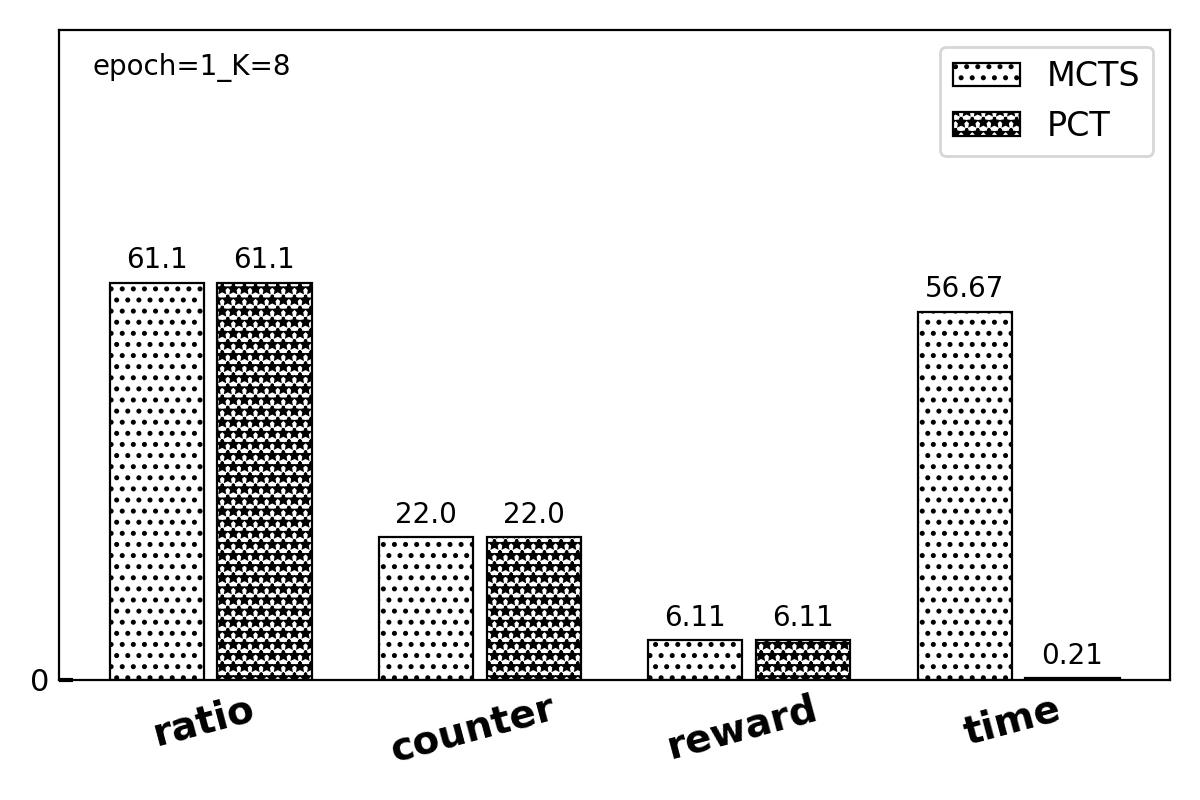 epoch=1_K=8
MCTS
PCT
61.1 61.1
56.67
22.0 22.0
6.11 6.11
0.21
0
ratio counter reward time